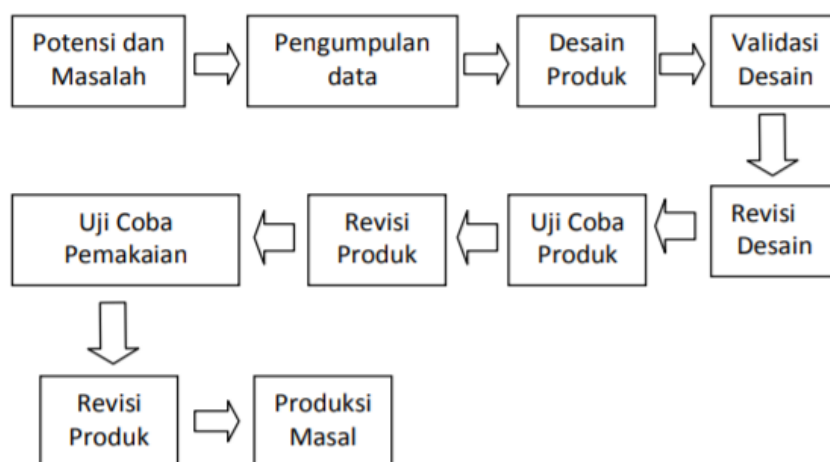 Potensi dan
Masalah
Pengumpulan
data
Desain
Produk
Validasi
Desain
Revisi
Desain
Uji Coba
Produk
Revisi
Produk
Uji Coba
Pemakaian
Revisi
Produk
Produksi
Masal